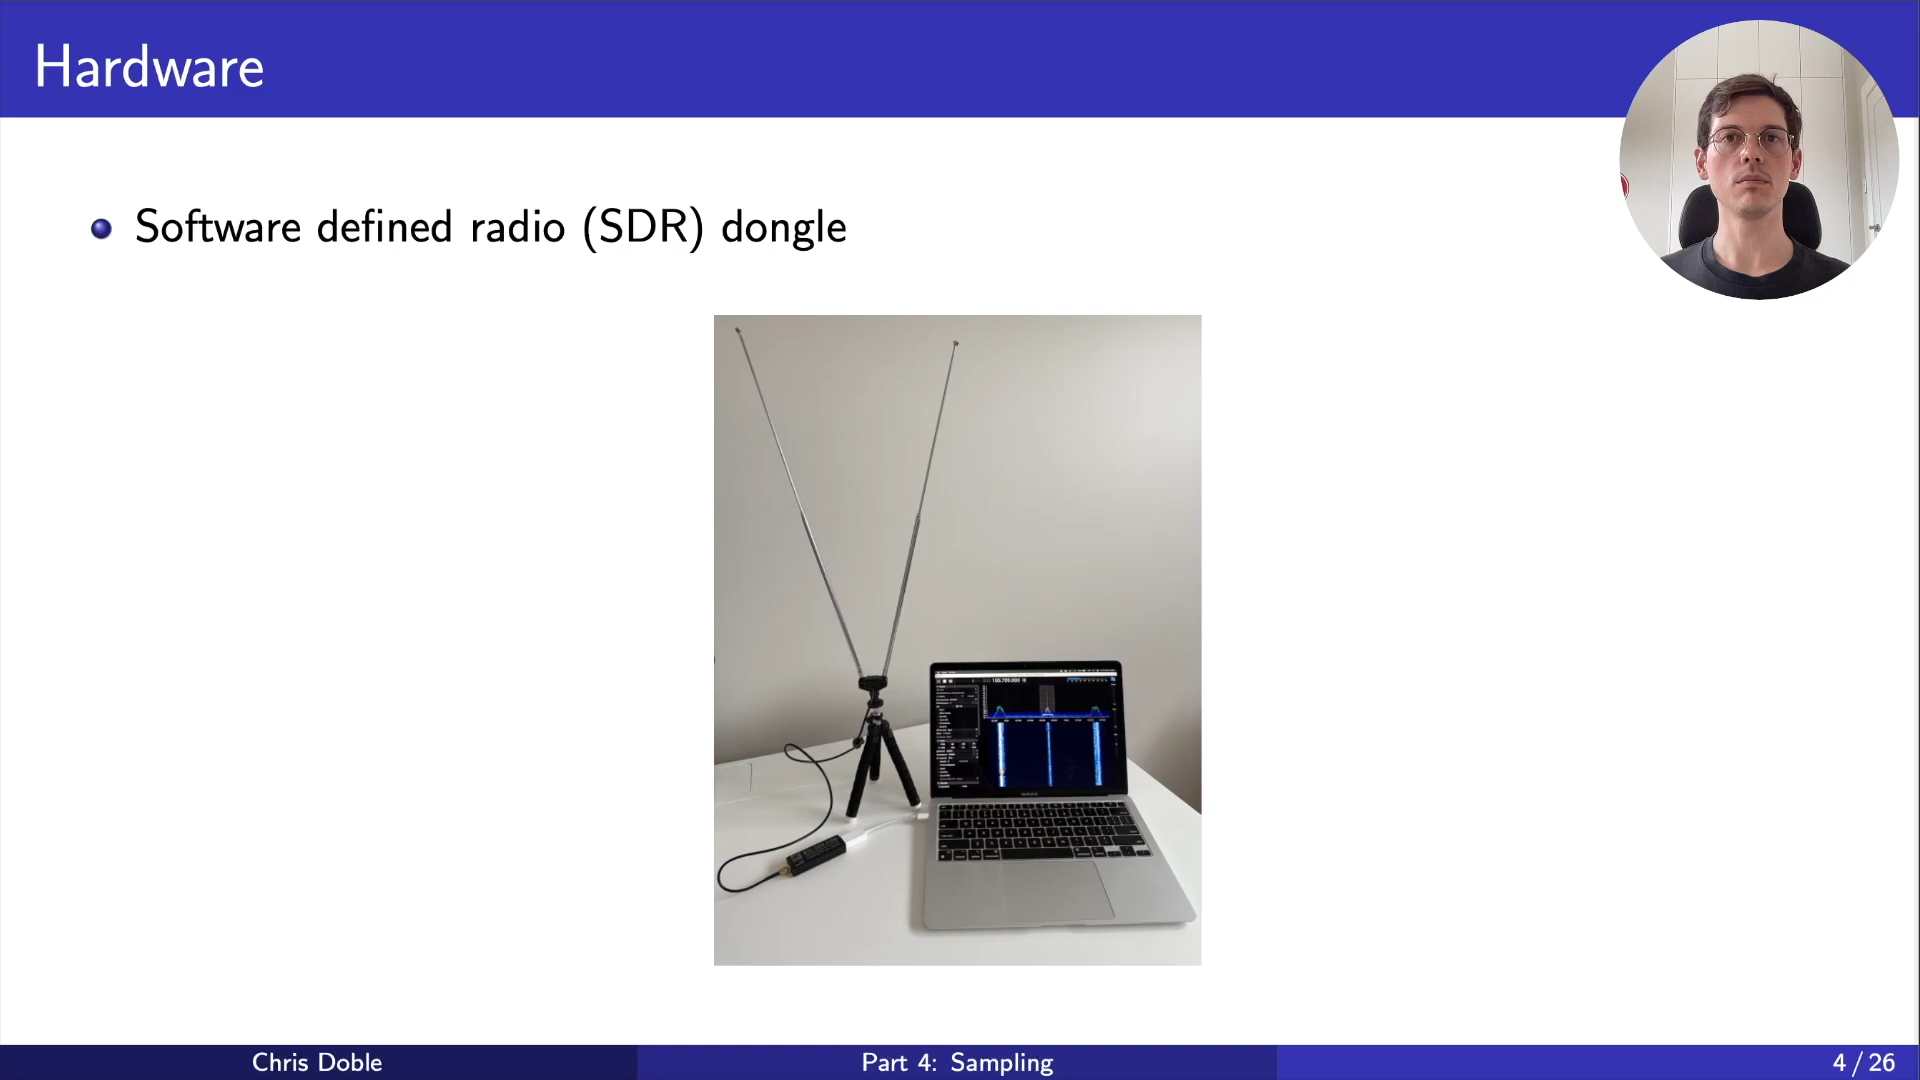 Hardware
Software defined radio (SDR) dongle
Chris Doble
Part 4: Sampling
4 / 26